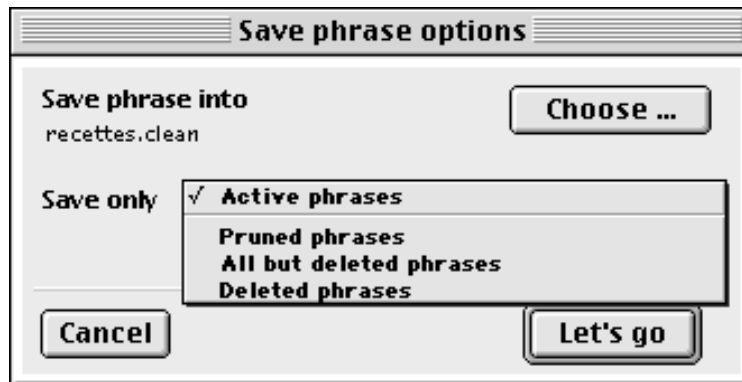 Save phrase options
Save phrase into
Choose ...
recettes.clean
Save only
✓ Active phrases
Pruned phrases
All but deleted phrases
Deleted phrases
Cancel
Let's go